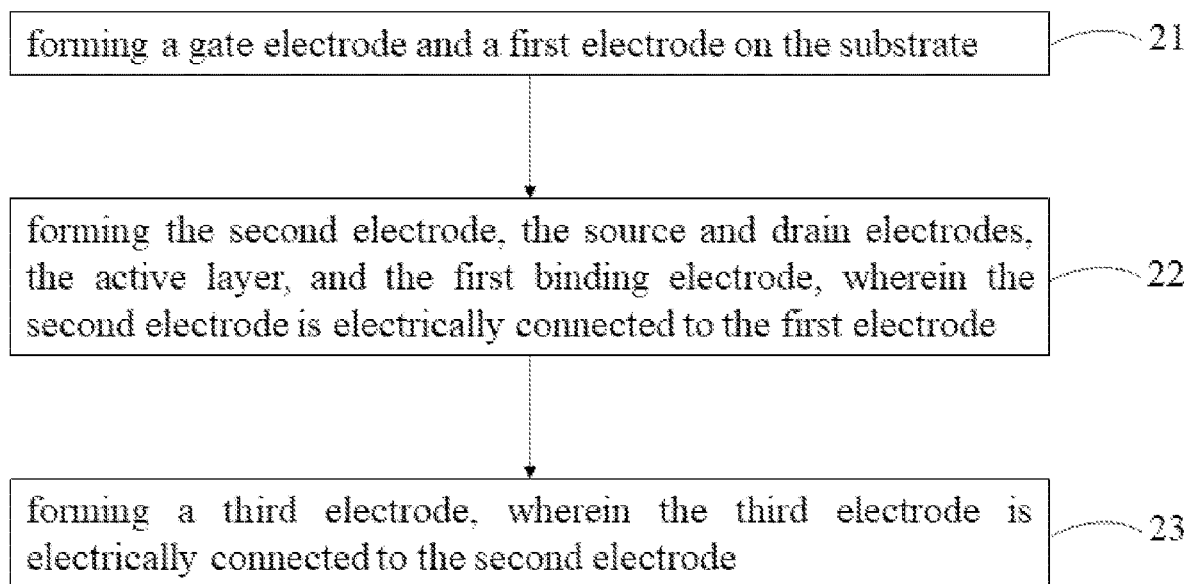 forming a gate electrode and a first electrode on the substrate
21
forming the second electrode, the source and drain electrodes,
the active layer, and the first binding electrode, wherein the
second electrode is electrically connected to the first electrode
22
forming a third electrode, wherein the third electrode is
electrically connected to the second electrode
23